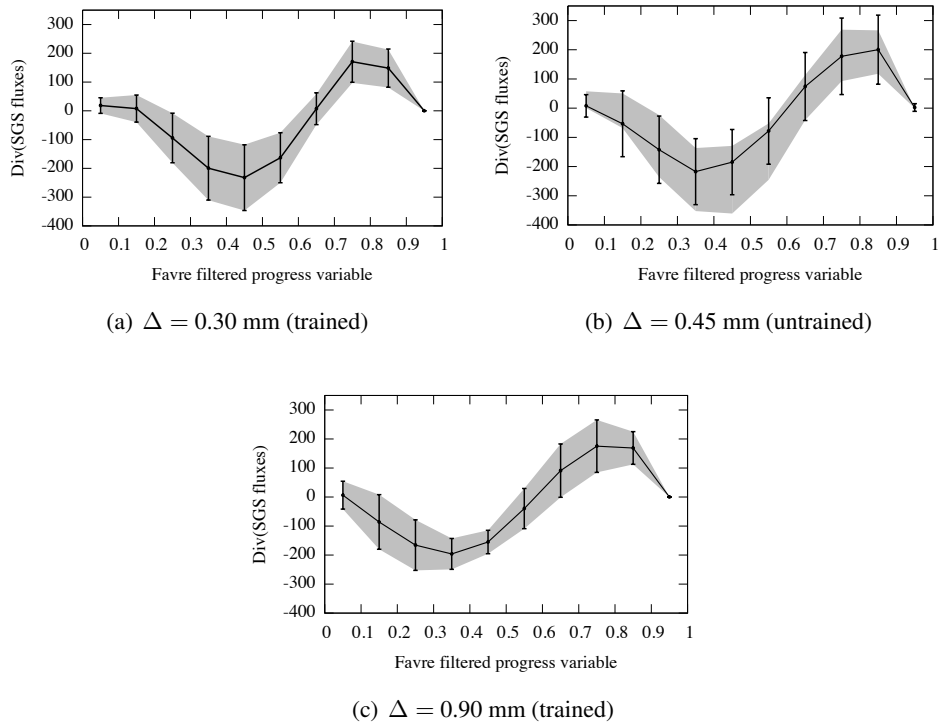 300
200
100
0
-100
-200
-300
-400
Div(SGS fluxes)
0 0.1 0.2 0.3 0.4 0.5 0.6 0.7 0.8 0.9 1
Favre filtered progress variable
(a) Δ = 0.30 mm (trained)
300
200
100
0
-100
-200
-300
-400
Div(SGS fluxes)
0 0.1 0.2 0.3 0.4 0.5 0.6 0.7 0.8 0.9 1
Favre filtered progress variable
(b) Δ = 0.45 mm (untrained)
300
200
100
0
-100
-200
-300
-400
Div(SGS fluxes)
0 0.1 0.2 0.3 0.4 0.5 0.6 0.7 0.8 0.9 1
Favre filtered progress variable
(c) Δ = 0.90 mm (trained)